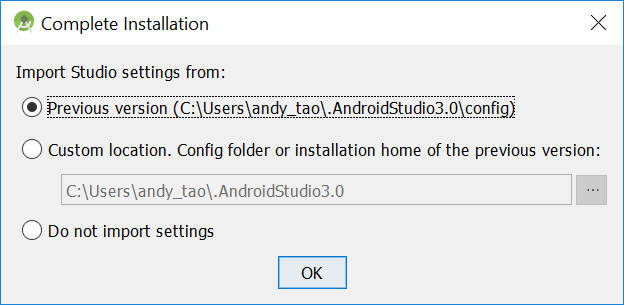 Complete Installation
Import Studio settings from:
Previous version (C:\Users\andy_tao\.AndroidStudio3.0\config)
Custom location. Config folder or installation home of the previous version:
C:\Users\andy_tao\.AndroidStudio3.0
...
Do not import settings
OK